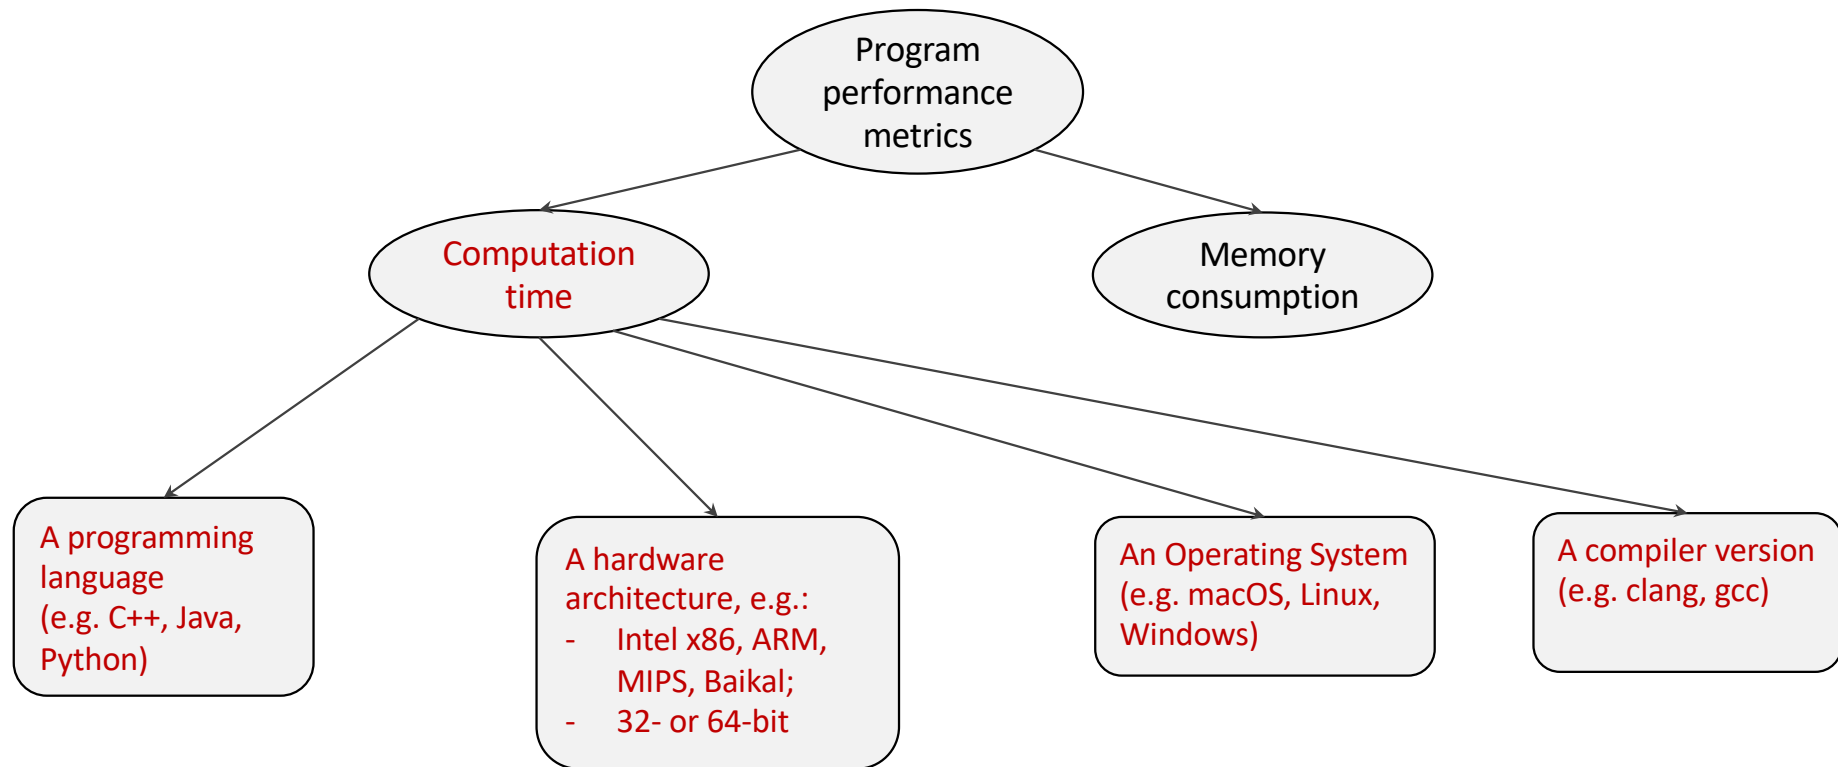 Program
performance
metrics
Computation
time
Memory
consumption
A programming
language
(e.g. C++, Java,
Python)
A hardware
architecture, e.g.:
- Intel x86, ARM,
MIPS, Baikal;
- 32- or 64-bit
An Operating System
(e.g. macOS, Linux,
Windows)
A compiler version
(e.g. clang, gcc)